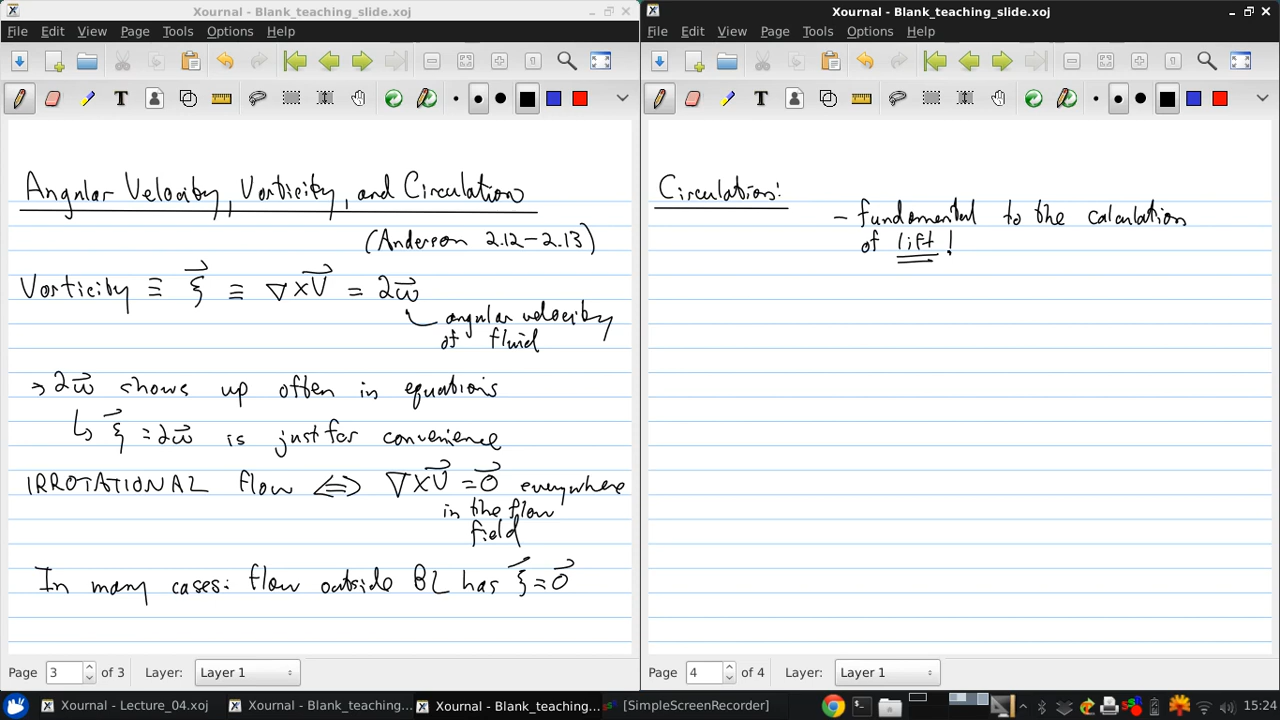 Xournal - Blank_teaching_slide.xoj
File Edit View Page Tools Options Help
Angular Velocity, Vorticity, and Circulation
(Anderson 2.12-2.13)
Vorticity ≡ ξ⃗ ≡ ∇×V⃗ = 2ω⃗
angular velocity
of fluid
→ 2ω⃗ shows up often in equations
↳ ξ⃗ = 2ω⃗ is just for convenience
IRROTATIONAL flow ⇔ ∇×V⃗ = 0⃗ everywhere
in the flow
field
In many cases: flow outside BL has ξ⃗ = 0⃗
Page 3 of 3 Layer: Layer 1
Xournal - Blank_teaching_slide.xoj
File Edit View Page Tools Options Help
Circulation:
- fundamental to the calculation
of lift!
Page 4 of 4 Layer: Layer 1
Xournal - Lecture_04.xoj
Xournal - Blank_teaching...
Xournal - Blank_teaching...
[SimpleScreenRecorder]
15:24